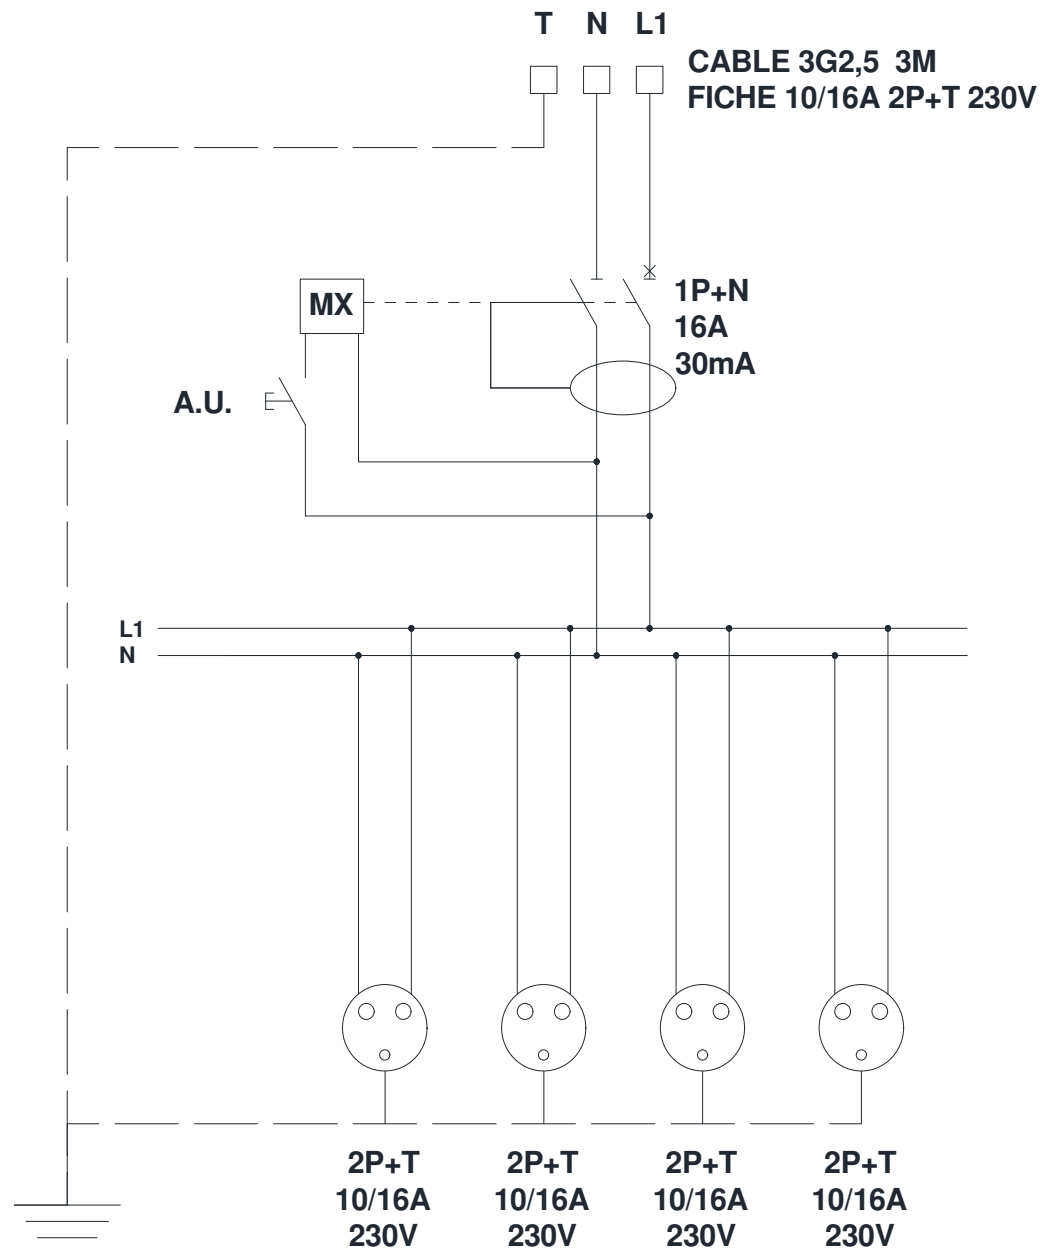 T N L1
CABLE 3G2,5 3M
FICHE 10/16A 2P+T 230V
MX
1P+N
16A
30mA
A.U.
L1
N
2P+T 2P+T 2P+T 2P+T
10/16A 10/16A 10/16A 10/16A
230V 230V 230V 230V